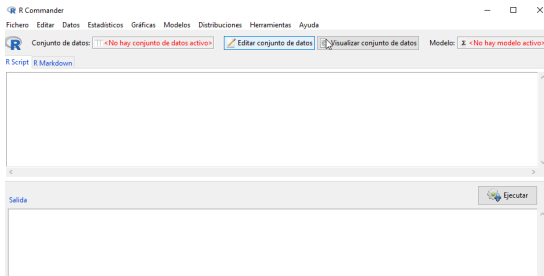 R Commander
Fichero Editar Datos Estadísticos Gráficas Modelos Distribuciones Herramientas Ayuda
R Conjunto de datos: <No hay conjunto de datos activo> Editar conjunto de datos Visualizar conjunto de datos Modelo: Σ <No hay modelo activo>
R Script R Markdown
Ejecutar
Salida